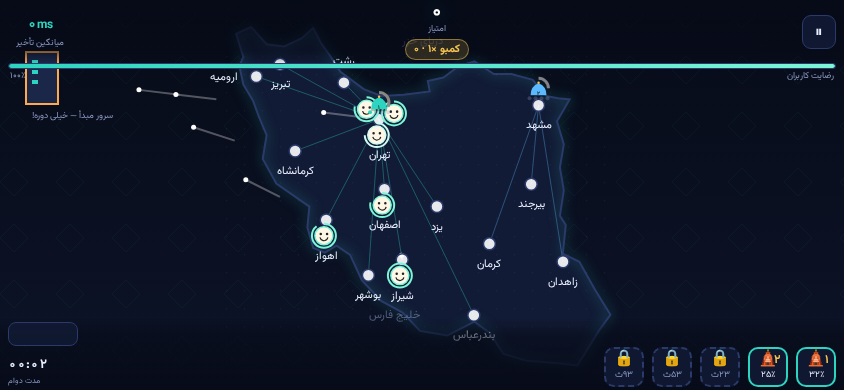 ۰
امتیاز
کمبو ×۱ · ۰
۰ ms
میانگین تأخیر
رضایت کاربران
۱۰۰٪
سرور مبدأ — خیلی دوره!
رشت
تبریز
ارومیه
مشهد
تهران
کرمانشاه
بیرجند
یزد
اصفهان
اهواز
کرمان
زاهدان
شیراز
بوشهر
خلیج فارس
بندرعباس
۰۰:۰۲
مدت دوام
۹۳ث
۵۳ث
۲۳ث
۲
۲۵٪
۱
۳۲٪